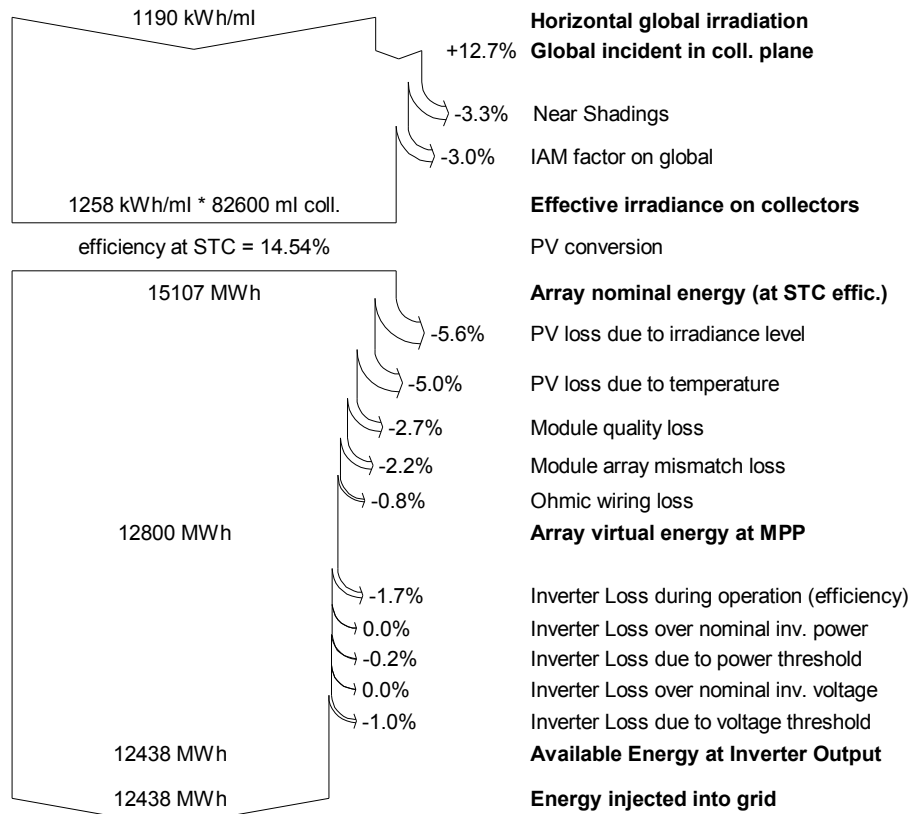 1190 kWh/mI Horizontal global irradiation
+12.7% Global incident in coll. plane
-3.3% Near Shadings
-3.0% IAM factor on global
1258 kWh/mI * 82600 mI coll. Effective irradiance on collectors
efficiency at STC = 14.54% PV conversion
15107 MWh Array nominal energy (at STC effic.)
-5.6% PV loss due to irradiance level
-5.0% PV loss due to temperature
-2.7% Module quality loss
-2.2% Module array mismatch loss
-0.8% Ohmic wiring loss
12800 MWh Array virtual energy at MPP
-1.7% Inverter Loss during operation (efficiency)
0.0% Inverter Loss over nominal inv. power
-0.2% Inverter Loss due to power threshold
0.0% Inverter Loss over nominal inv. voltage
-1.0% Inverter Loss due to voltage threshold
12438 MWh Available Energy at Inverter Output
12438 MWh Energy injected into grid